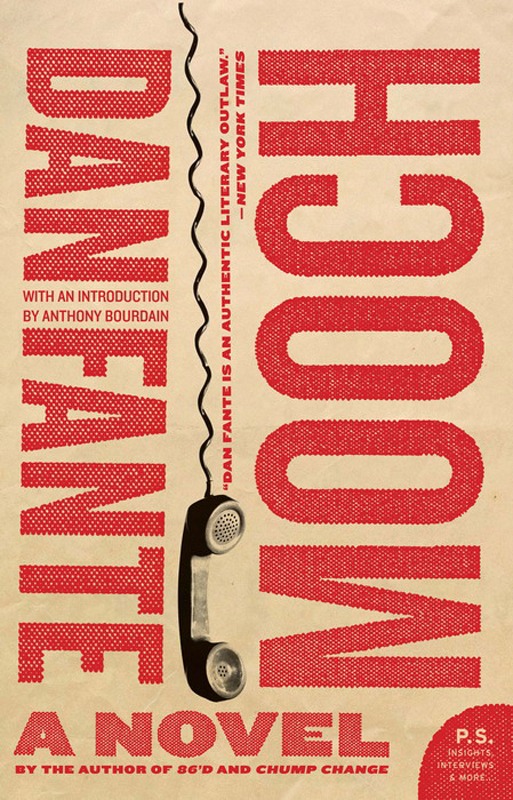 DAN FANTE
WITH AN INTRODUCTION
BY ANTHONY BOURDAIN
"DAN FANTE IS AN AUTHENTIC LITERARY OUTLAW."
—NEW YORK TIMES
MOOCH
A NOVEL
BY THE AUTHOR OF 86'D AND CHUMP CHANGE
P.S.
INSIGHTS,
INTERVIEWS
& MORE...